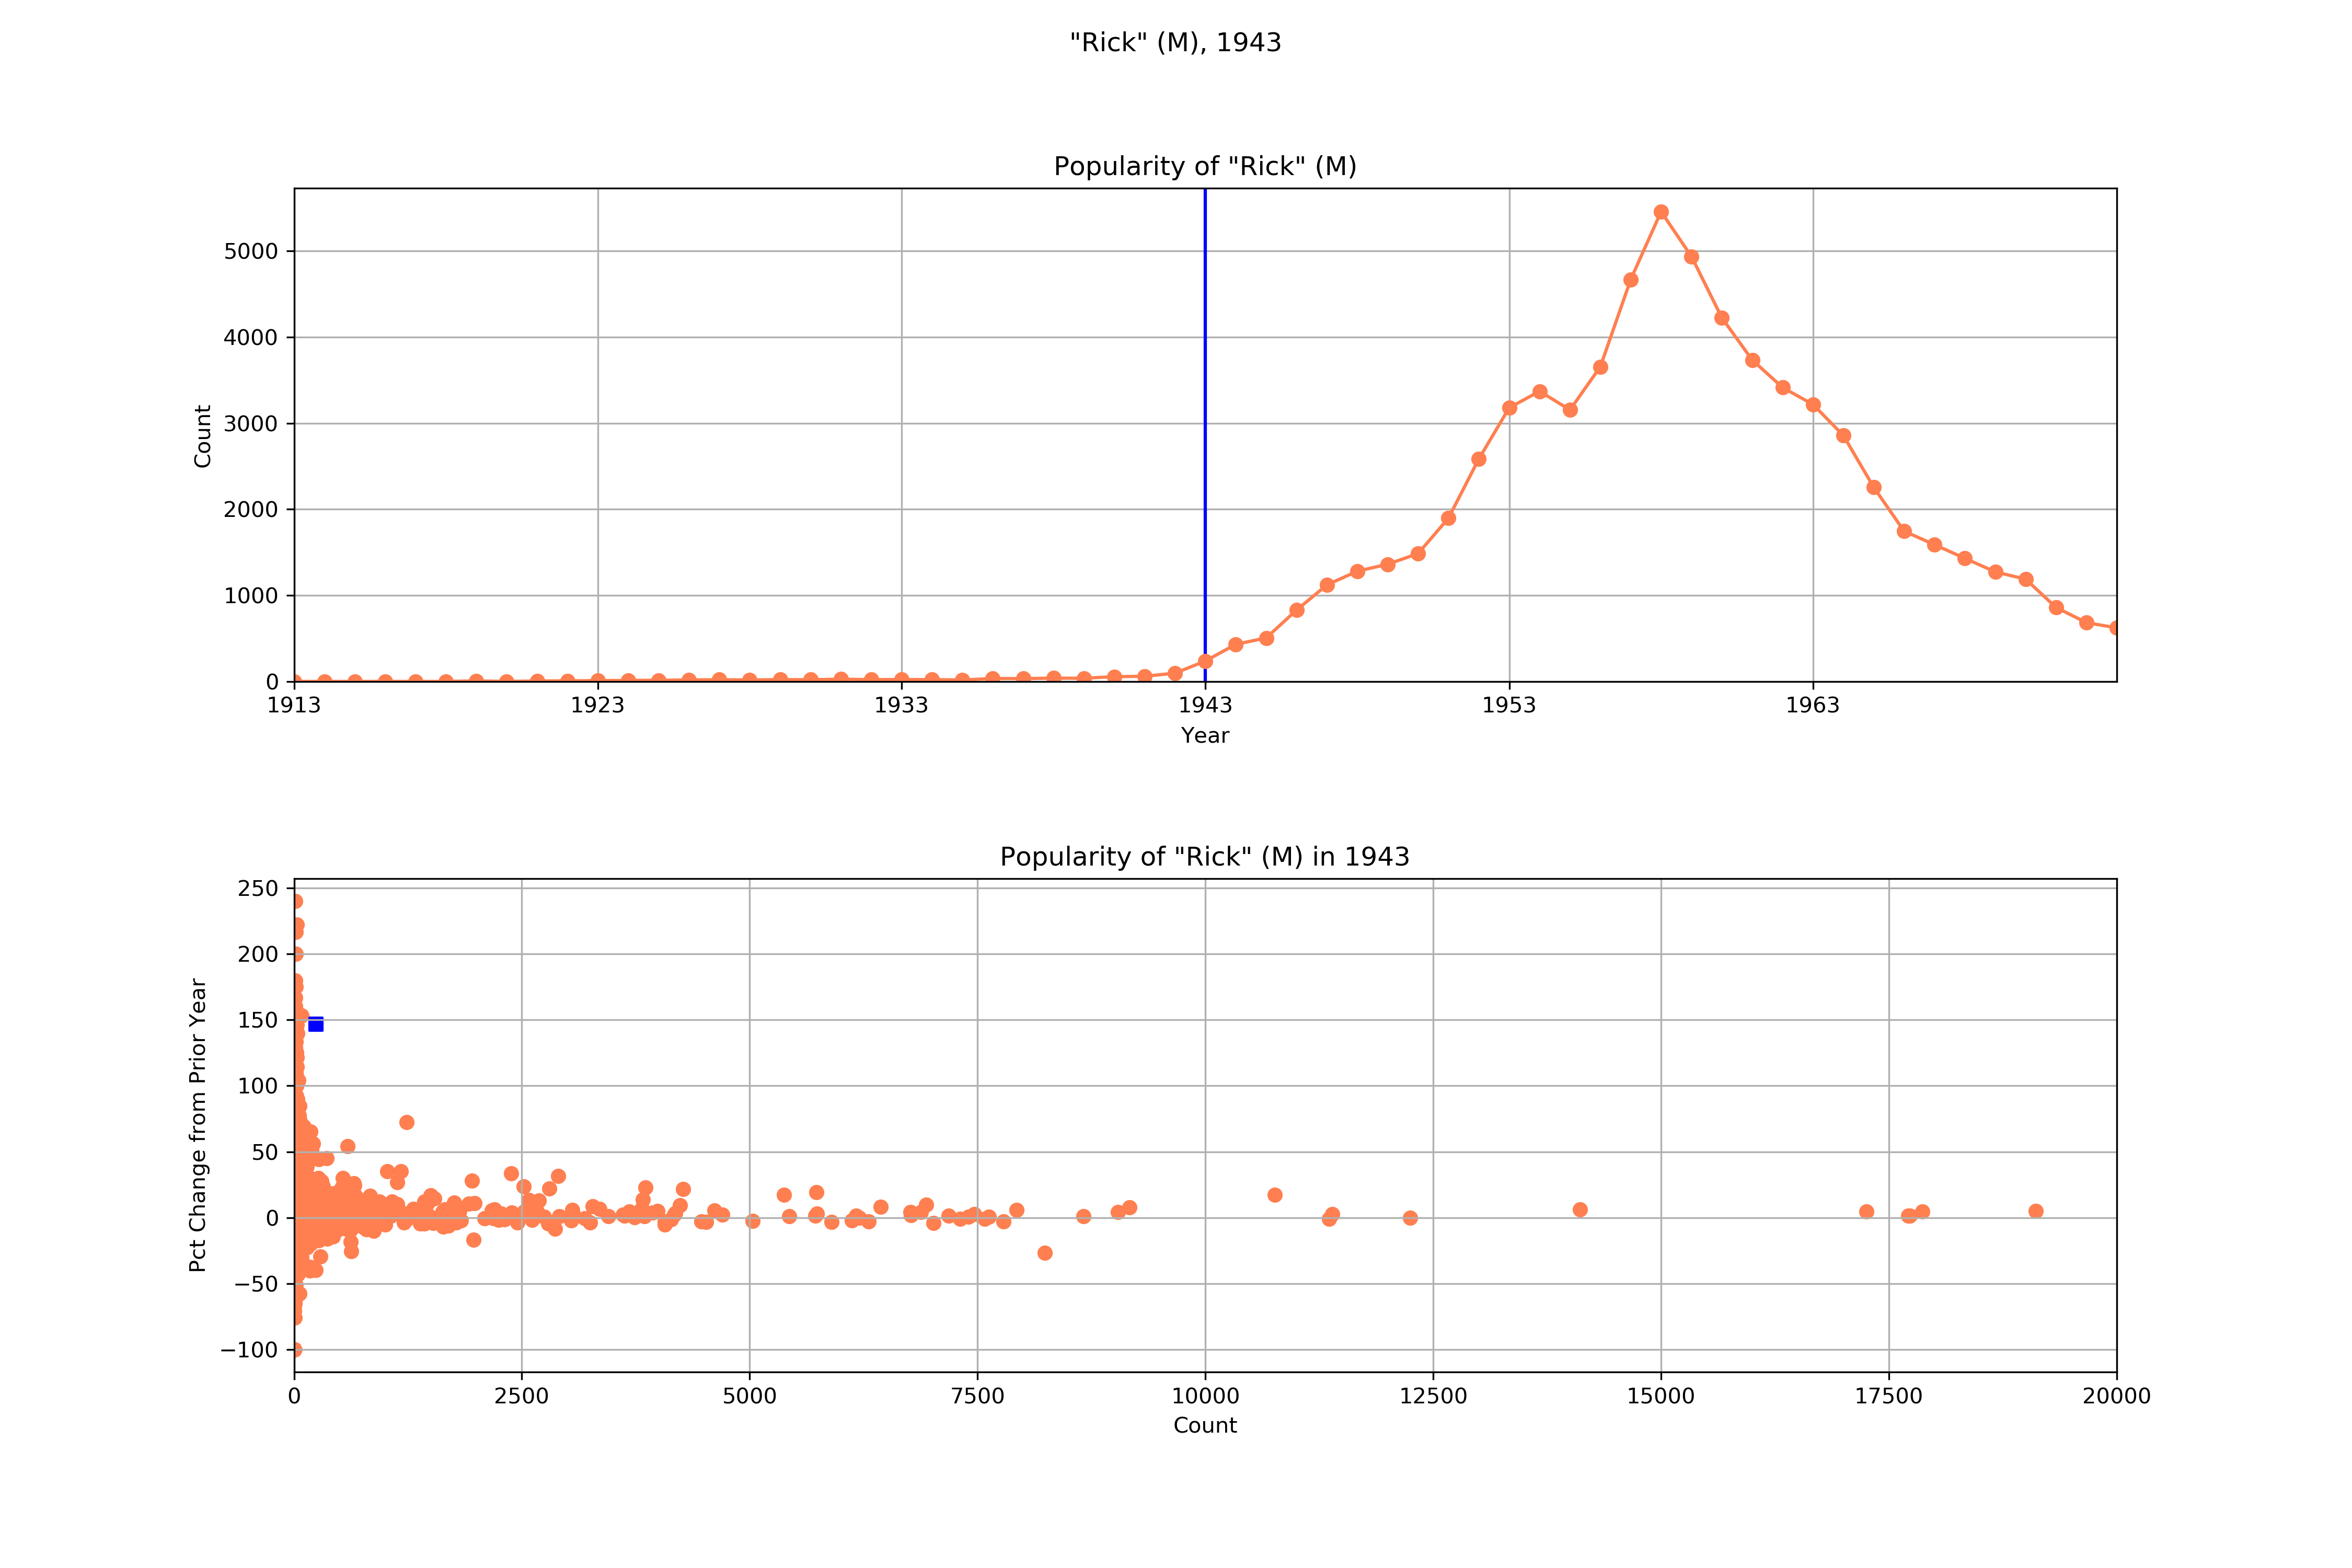 "Rick" (M), 1943
Popularity of "Rick" (M)
5000
4000
3000
2000
1000
0
Count
1913 1923 1933 1943 1953 1963
Year
Popularity of "Rick" (M) in 1943
250
200
150
100
50
0
−50
−100
Pct Change from Prior Year
0 2500 5000 7500 10000 12500 15000 17500 20000
Count